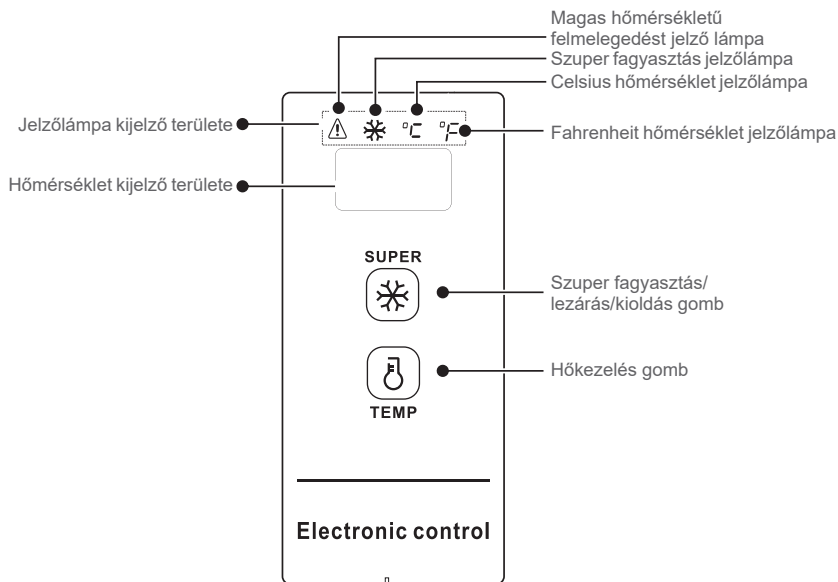 Magas hőmérsékletű
felmelegedést jelző lámpa
Szuper fagyasztás jelzőlámpa
Celsius hőmérséklet jelzőlámpa
Jelzőlámpa kijelző területe
°C °F
Fahrenheit hőmérséklet jelzőlámpa
Hőmérséklet kijelző területe
SUPER
Szuper fagyasztás/
lezárás/kioldás gomb
Hőkezelés gomb
TEMP
Electronic control